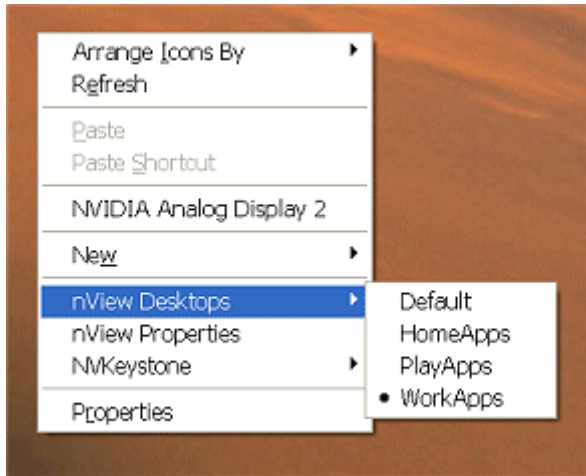 Arrange Icons By
Refresh
Paste
Paste Shortcut
NVIDIA Analog Display 2
New
nView Desktops
nView Properties
NVKeystone
Properties
Default
HomeApps
PlayApps
WorkApps